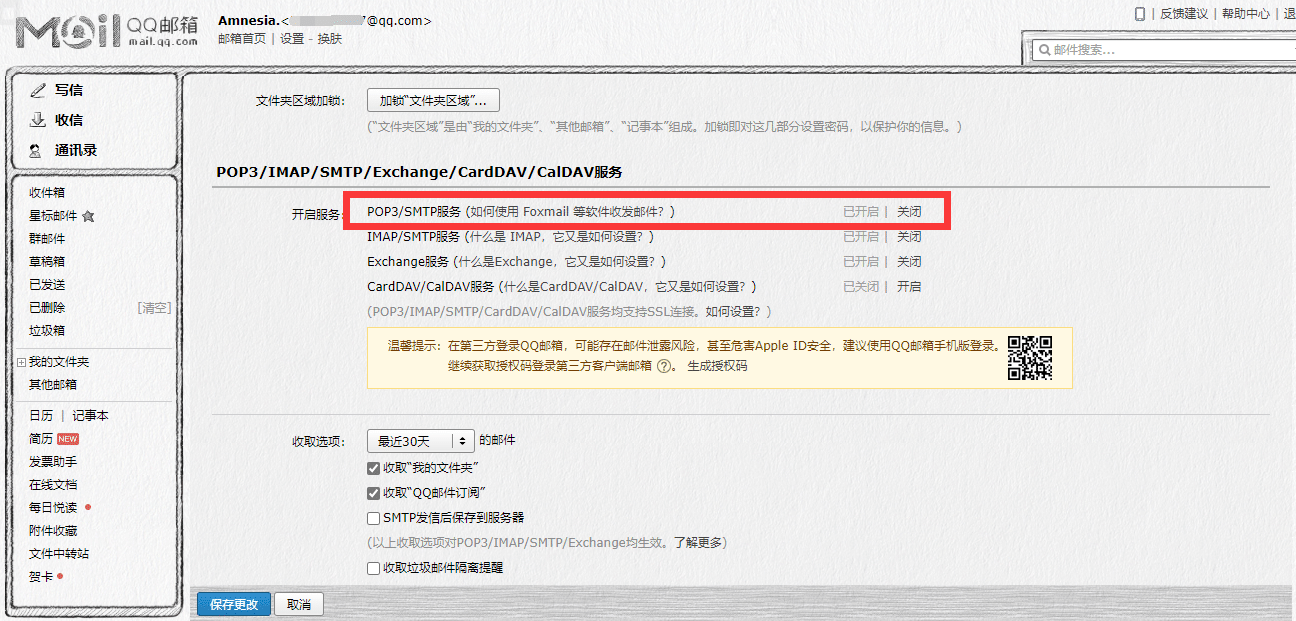 Mail QQ邮箱
mail.qq.com
Amnesia.<7@qq.com>
邮箱首页 | 设置 - 换肤
反馈建议 | 帮助中心 | 退
邮件搜索...
写信
收信
通讯录
收件箱
星标邮件
群邮件
草稿箱
已发送
已删除 [清空]
垃圾箱
我的文件夹
其他邮箱
日历 | 记事本
简历 NEW
发票助手
在线文档
每日悦读
附件收藏
文件中转站
贺卡
文件夹区域加锁: 加锁“文件夹区域”...
(“文件夹区域”是由“我的文件夹”、“其他邮箱”、“记事本”组成。加锁即对这几部分设置密码，以保护你的信息。)
POP3/IMAP/SMTP/Exchange/CardDAV/CalDAV服务
开启服务: POP3/SMTP服务 (如何使用 Foxmail 等软件收发邮件？) 已开启 | 关闭
IMAP/SMTP服务 (什么是 IMAP，它又是如何设置？) 已开启 | 关闭
Exchange服务 (什么是Exchange，它又是如何设置？) 已开启 | 关闭
CardDAV/CalDAV服务 (什么是CardDAV/CalDAV，它又是如何设置？) 已关闭 | 开启
(POP3/IMAP/SMTP/CardDAV/CalDAV服务均支持SSL连接。如何设置？)
温馨提示：在第三方登录QQ邮箱，可能存在邮件泄露风险，甚至危害Apple ID安全，建议使用QQ邮箱手机版登录。
继续获取授权码登录第三方客户端邮箱 ?。 生成授权码
收取选项: 最近30天 的邮件
收取“我的文件夹”
收取“QQ邮件订阅”
SMTP发信后保存到服务器
(以上收取选项对POP3/IMAP/SMTP/Exchange均生效。了解更多)
收取垃圾邮件隔离提醒
保存更改 取消